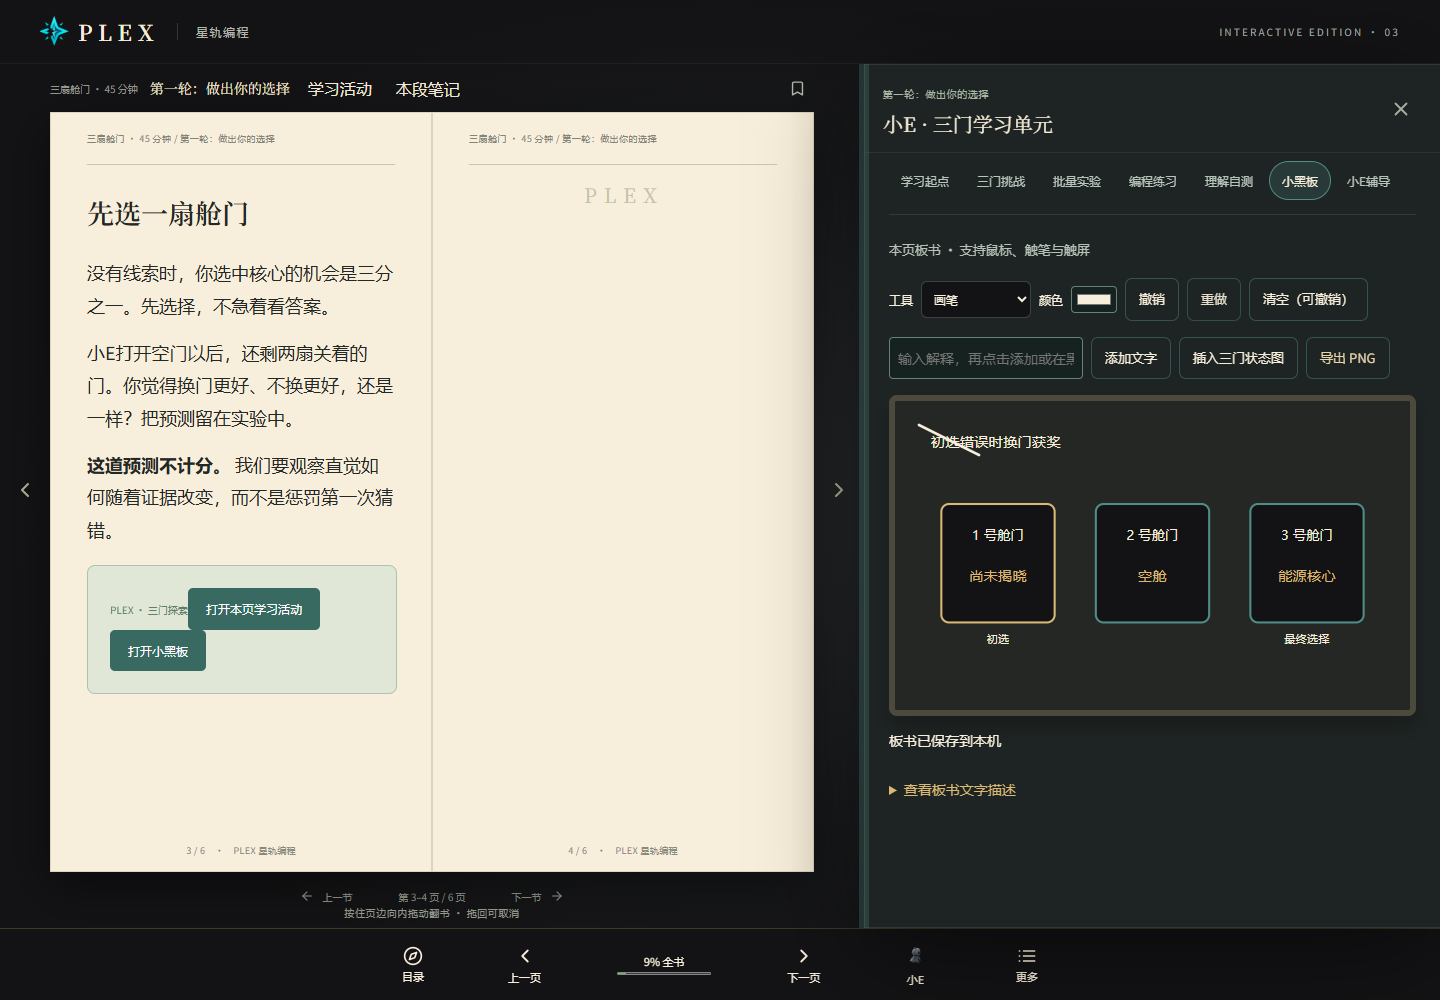 PLEX 星轨编程
INTERACTIVE EDITION • 03
三扇舱门 • 45 分钟 第一轮：做出你的选择 学习活动 本段笔记
三扇舱门 • 45 分钟 / 第一轮：做出你的选择
先选一扇舱门
没有线索时，你选中核心的机会是三分
之一。先选择，不急着看答案。
小E打开空门以后，还剩两扇关着的
门。你觉得换门更好、不换更好，还是
一样？把预测留在实验中。
这道预测不计分。 我们要观察直觉如
何随着证据改变，而不是惩罚第一次猜
错。
PLEX • 三门探索 打开本页学习活动
打开小黑板
3 / 6 • PLEX 星轨编程
三扇舱门 • 45 分钟 / 第一轮：做出你的选择
PLEX
4 / 6 • PLEX 星轨编程
上一节 第 3–4 页 / 6 页 下一节
按住页边向内拖动翻书 • 拖回可取消
第一轮：做出你的选择
小E · 三门学习单元
学习起点 三门挑战 批量实验 编程练习 理解自测 小黑板 小E辅导
本页板书 • 支持鼠标、触笔与触屏
工具 画笔 颜色 撤销 重做 清空（可撤销）
输入解释，再点击添加或在黑 添加文字 插入三门状态图 导出 PNG
初选错误时换门获奖
1 号舱门 2 号舱门 3 号舱门
尚未揭晓 空舱 能源核心
初选 最终选择
板书已保存到本机
查看板书文字描述
目录 上一页 9% 全书 下一页 小E 更多